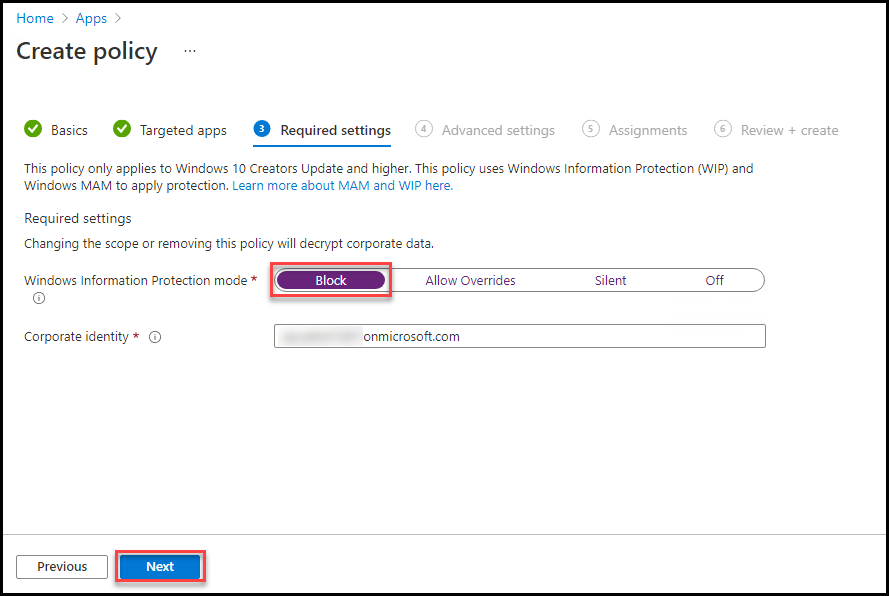 Home > Apps >
Create policy ...
Basics Targeted apps 3 Required settings 4 Advanced settings 5 Assignments 6 Review + create
This policy only applies to Windows 10 Creators Update and higher. This policy uses Windows Information Protection (WIP) and
Windows MAM to apply protection. Learn more about MAM and WIP here.
Required settings
Changing the scope or removing this policy will decrypt corporate data.
Windows Information Protection mode * Block Allow Overrides Silent Off
Corporate identity * onmicrosoft.com
Previous Next